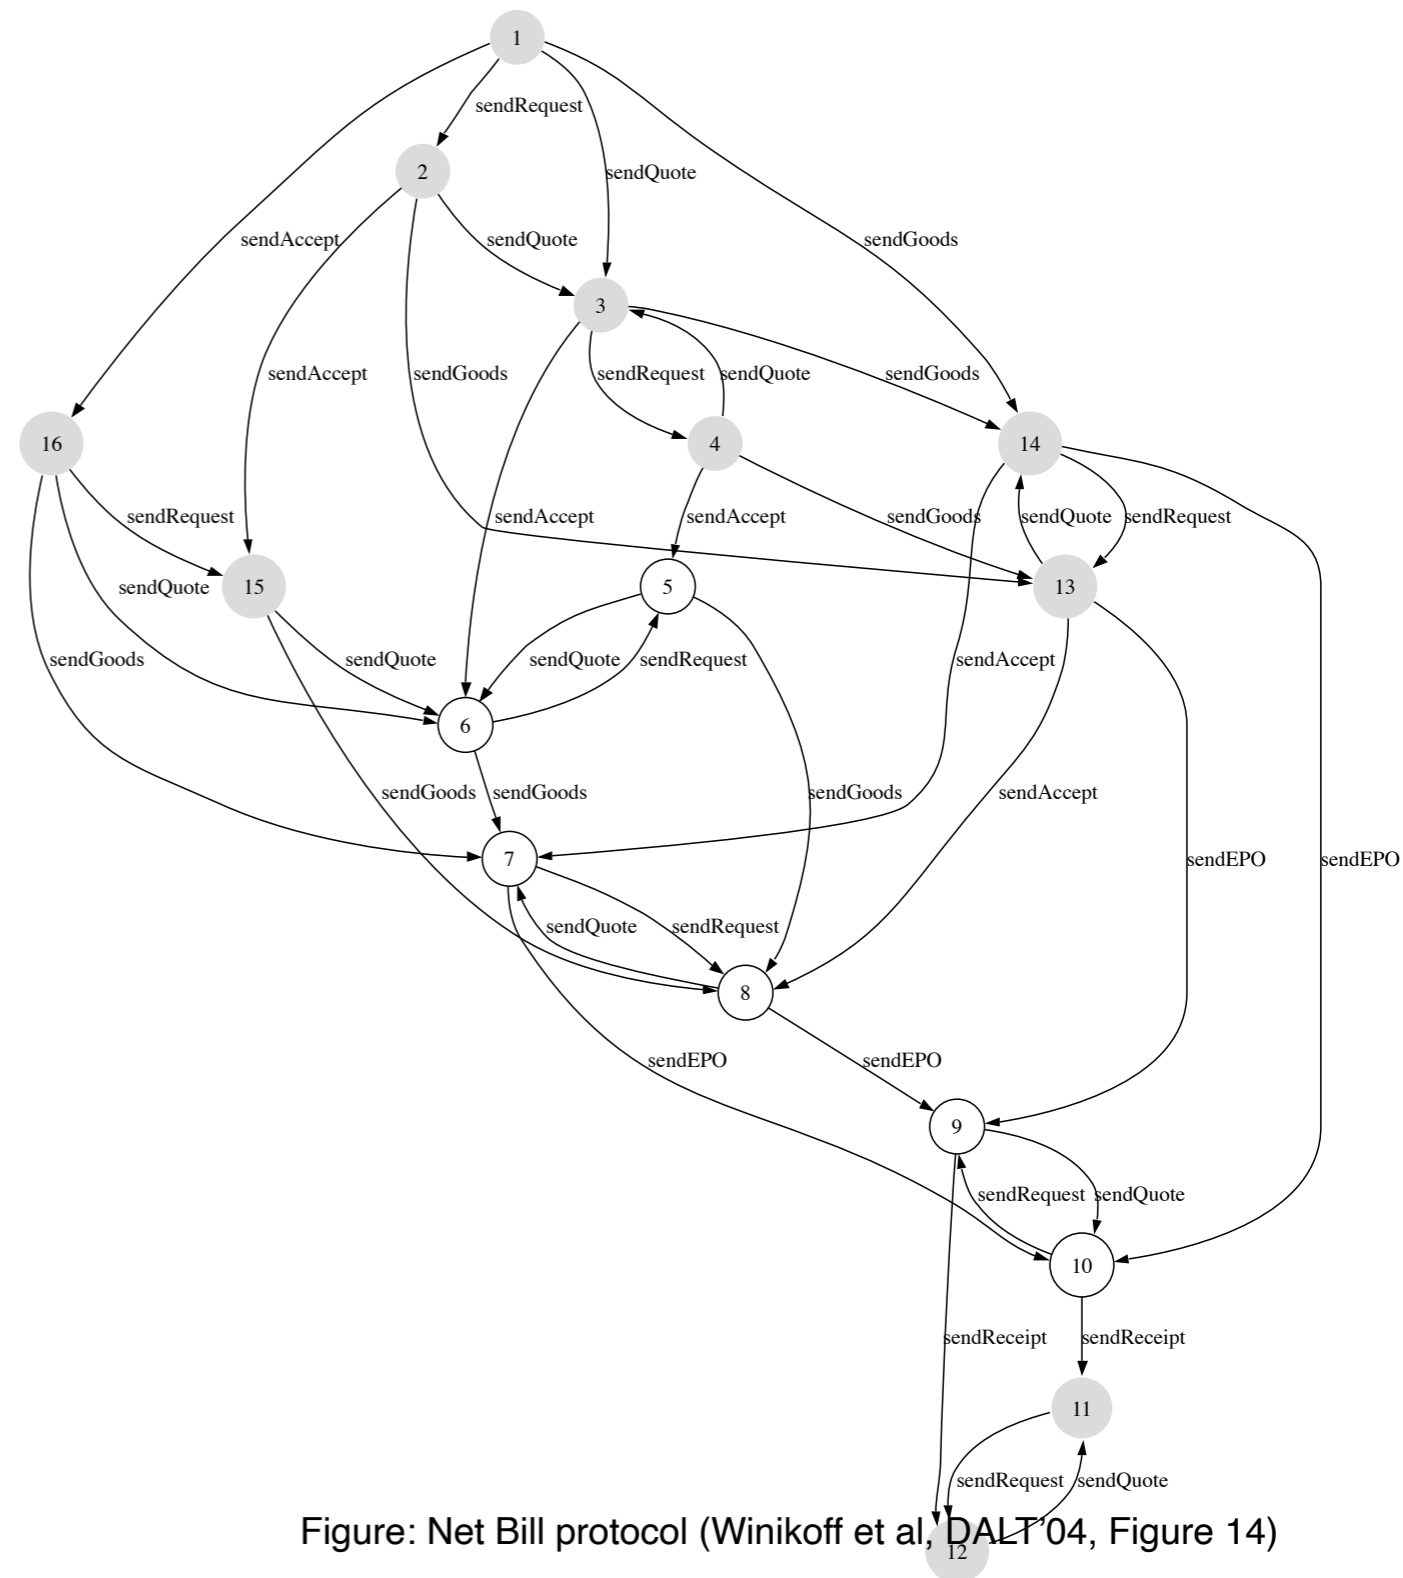 1
sendRequest
2
sendQuote
sendAccept
sendQuote
sendGoods
3
sendAccept
sendGoods
sendRequest
sendQuote
sendGoods
16
4
14
sendRequest
sendAccept
sendAccept
sendGoods
sendQuote
sendRequest
sendQuote
15
5
13
sendGoods
sendQuote
sendQuote
sendRequest
sendAccept
6
sendGoods
sendGoods
sendGoods
sendAccept
7
sendEPO
sendEPO
sendQuote
sendRequest
8
sendEPO
sendEPO
9
sendRequest
sendQuote
10
sendReceipt
sendReceipt
11
sendRequest
sendQuote
Figure: Net Bill protocol (Winikoff et al, DALT'04, Figure 14)
12